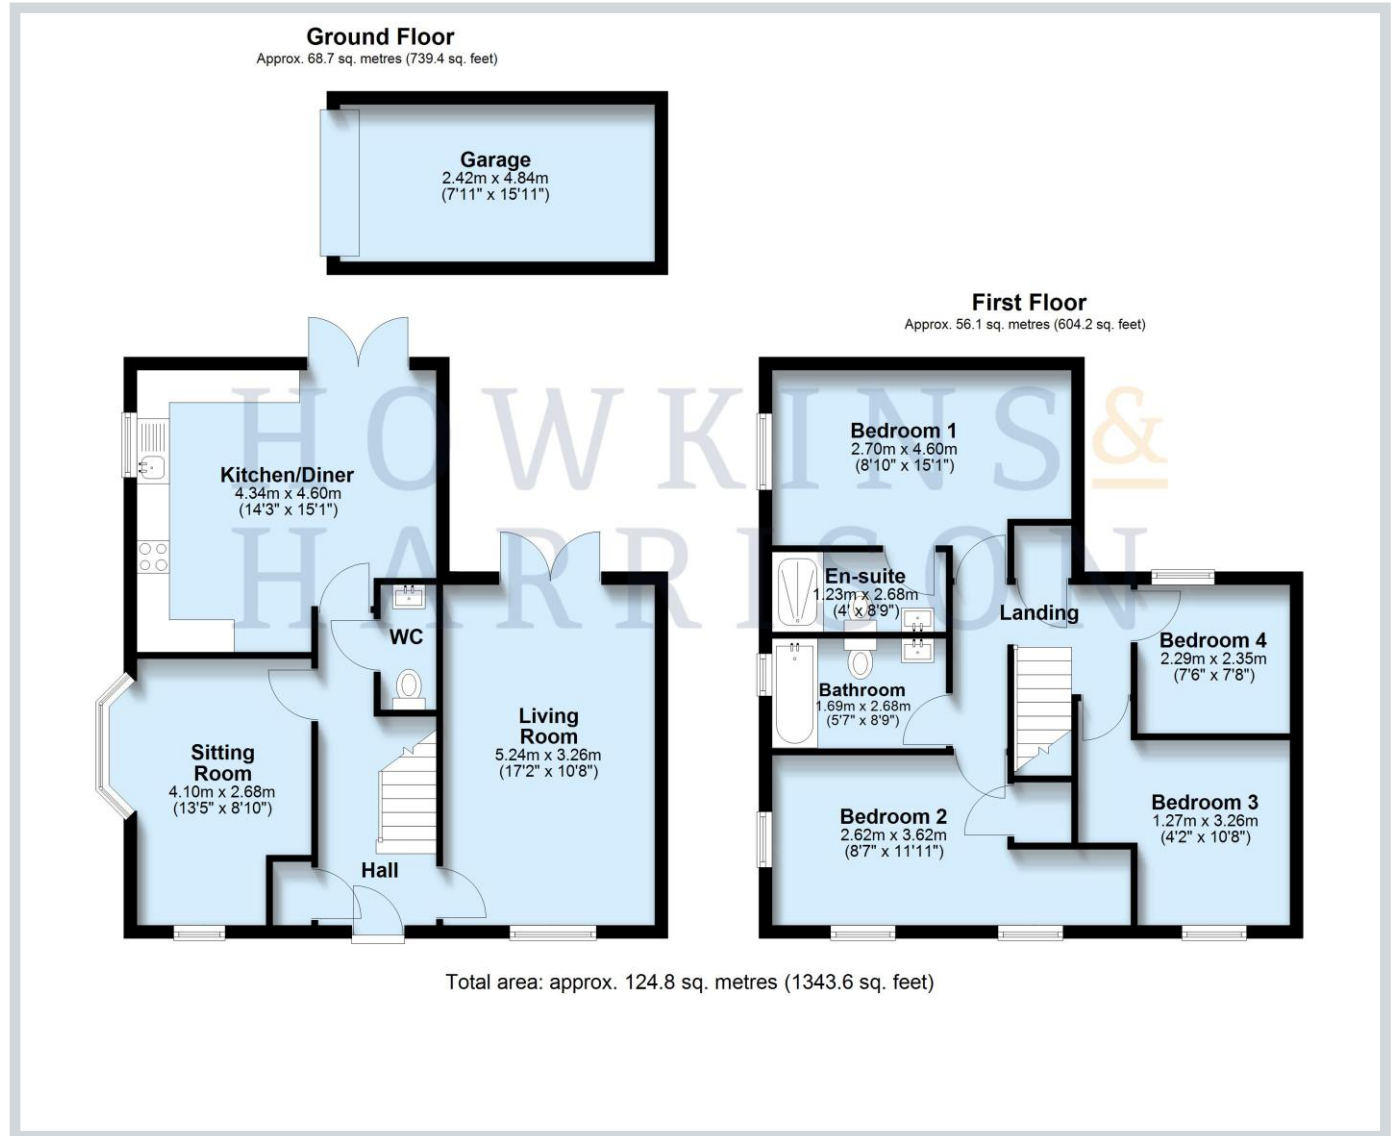 Ground Floor
Approx. 68.7 sq. metres (739.4 sq. feet)
Garage
2.42m x 4.84m
(7'11" x 15'11")
Kitchen/Diner
4.34m x 4.60m
(14'3" x 15'1")
WC
Sitting
Room
4.10m x 2.68m
(13'5" x 8'10")
Living
Room
5.24m x 3.26m
(17'2" x 10'8")
Hall
First Floor
Approx. 56.1 sq. metres (604.2 sq. feet)
Bedroom 1
2.70m x 4.60m
(8'10" x 15'1")
En-suite
1.23m x 2.68m
(4' x 8'9")
Landing
Bedroom 4
2.29m x 2.35m
(7'6" x 7'8")
Bathroom
1.69m x 2.68m
(5'7" x 8'9")
Bedroom 2
2.62m x 3.62m
(8'7" x 11'11")
Bedroom 3
1.27m x 3.26m
(4'2" x 10'8")
Total area: approx. 124.8 sq. metres (1343.6 sq. feet)
HOWKINS &
HARRISON